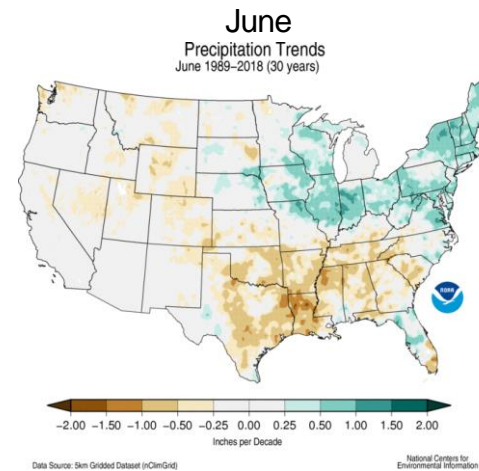 June
Precipitation Trends
June 1989–2018 (30 years)
NOAA
−2.00 −1.50 −1.00 −0.50 −0.25 0.00 0.25 0.50 1.00 1.50 2.00
Inches per Decade
Data Source: 5km Gridded Dataset (nClimGrid)
National Centers for
Environmental Information